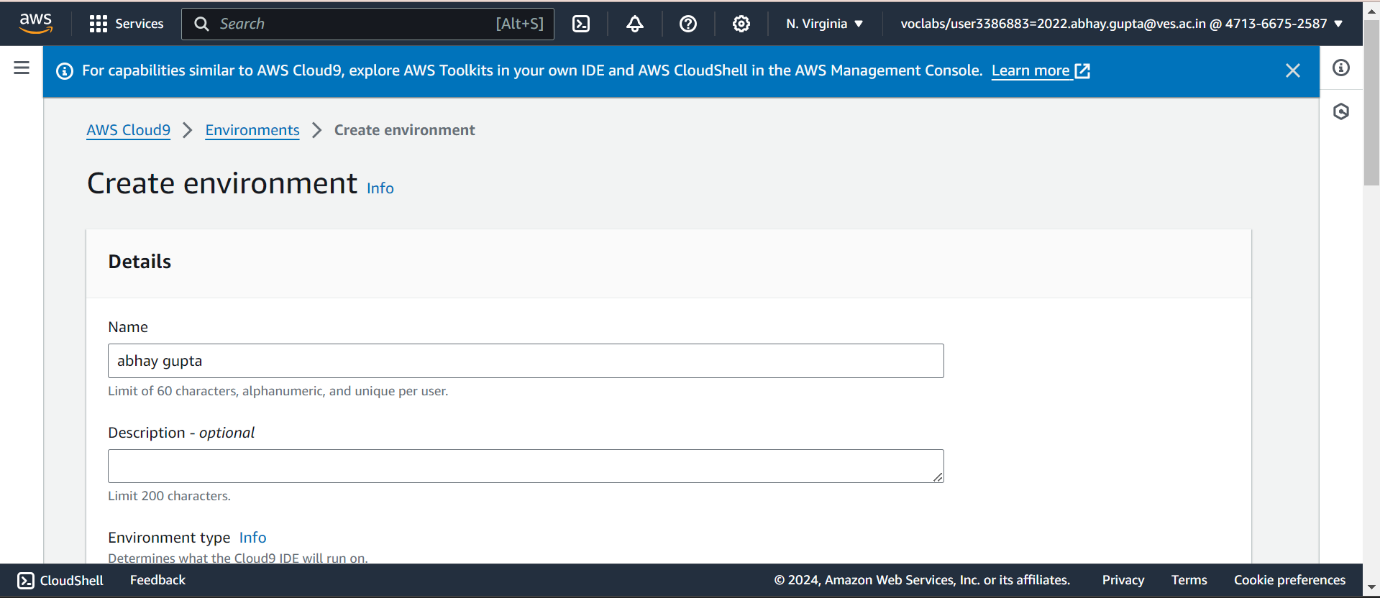 aws Services Search [Alt+S] N. Virginia voclabs/user3386883=2022.abhay.gupta@ves.ac.in @ 4713-6675-2587
For capabilities similar to AWS Cloud9, explore AWS Toolkits in your own IDE and AWS CloudShell in the AWS Management Console. Learn more
AWS Cloud9 > Environments > Create environment
Create environment Info
Details
Name
abhay gupta
Limit of 60 characters, alphanumeric, and unique per user.
Description - optional
Limit 200 characters.
Environment type Info
Determines what the Cloud9 IDE will run on.
CloudShell Feedback © 2024, Amazon Web Services, Inc. or its affiliates. Privacy Terms Cookie preferences